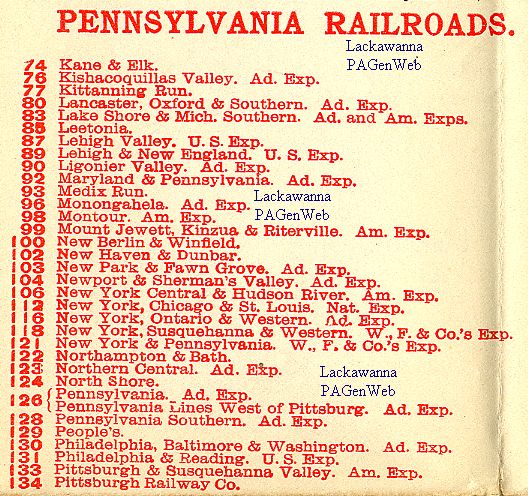 PENNSYLVANIA RAILROADS.
Lackawanna
PAGenWeb
74 Kane & Elk.
76 Kishacoquillas Valley. Ad. Exp.
77 Kittanning Run.
80 Lancaster, Oxford & Southern. Ad. Exp.
83 Lake Shore & Mich. Southern. Ad. and Am. Exps.
85 Leetonia.
87 Lehigh Valley. U. S. Exp.
89 Lehigh & New England. U. S. Exp.
90 Ligonier Valley. Ad. Exp.
92 Maryland & Pennsylvania. Ad. Exp.
93 Medix Run.
Lackawanna
96 Monongahela. Ad. Exp.
98 Montour. Am. Exp.
PAGenWeb
99 Mount Jewett, Kinzua & Riterville. Am. Exp.
100 New Berlin & Winfield.
102 New Haven & Dunbar.
103 New Park & Fawn Grove. Ad. Exp.
104 Newport & Sherman's Valley. Ad. Exp.
106 New York Central & Hudson River. Am. Exp.
112 New York, Chicago & St. Louis. Nat. Exp.
116 New York, Ontario & Western. Ad. Exp.
118 New York, Susquehanna & Western. W., F. & Co.'s Exp.
121 New York & Pennsylvania. W., F. & Co.'s Exp.
122 Northampton & Bath.
123 Northern Central. Ad. Exp.
Lackawanna
124 North Shore.
PAGenWeb
126 { Pennsylvania. Ad. Exp.
Pennsylvania Lines West of Pittsburg. Ad. Exp.
128 Pennsylvania Southern. Ad. Exp.
129 People's.
130 Philadelphia, Baltimore & Washington. Ad. Exp.
131 Philadelphia & Reading. U. S. Exp.
133 Pittsburgh & Susquehanna Valley. Am. Exp.
134 Pittsburgh Railway Co.